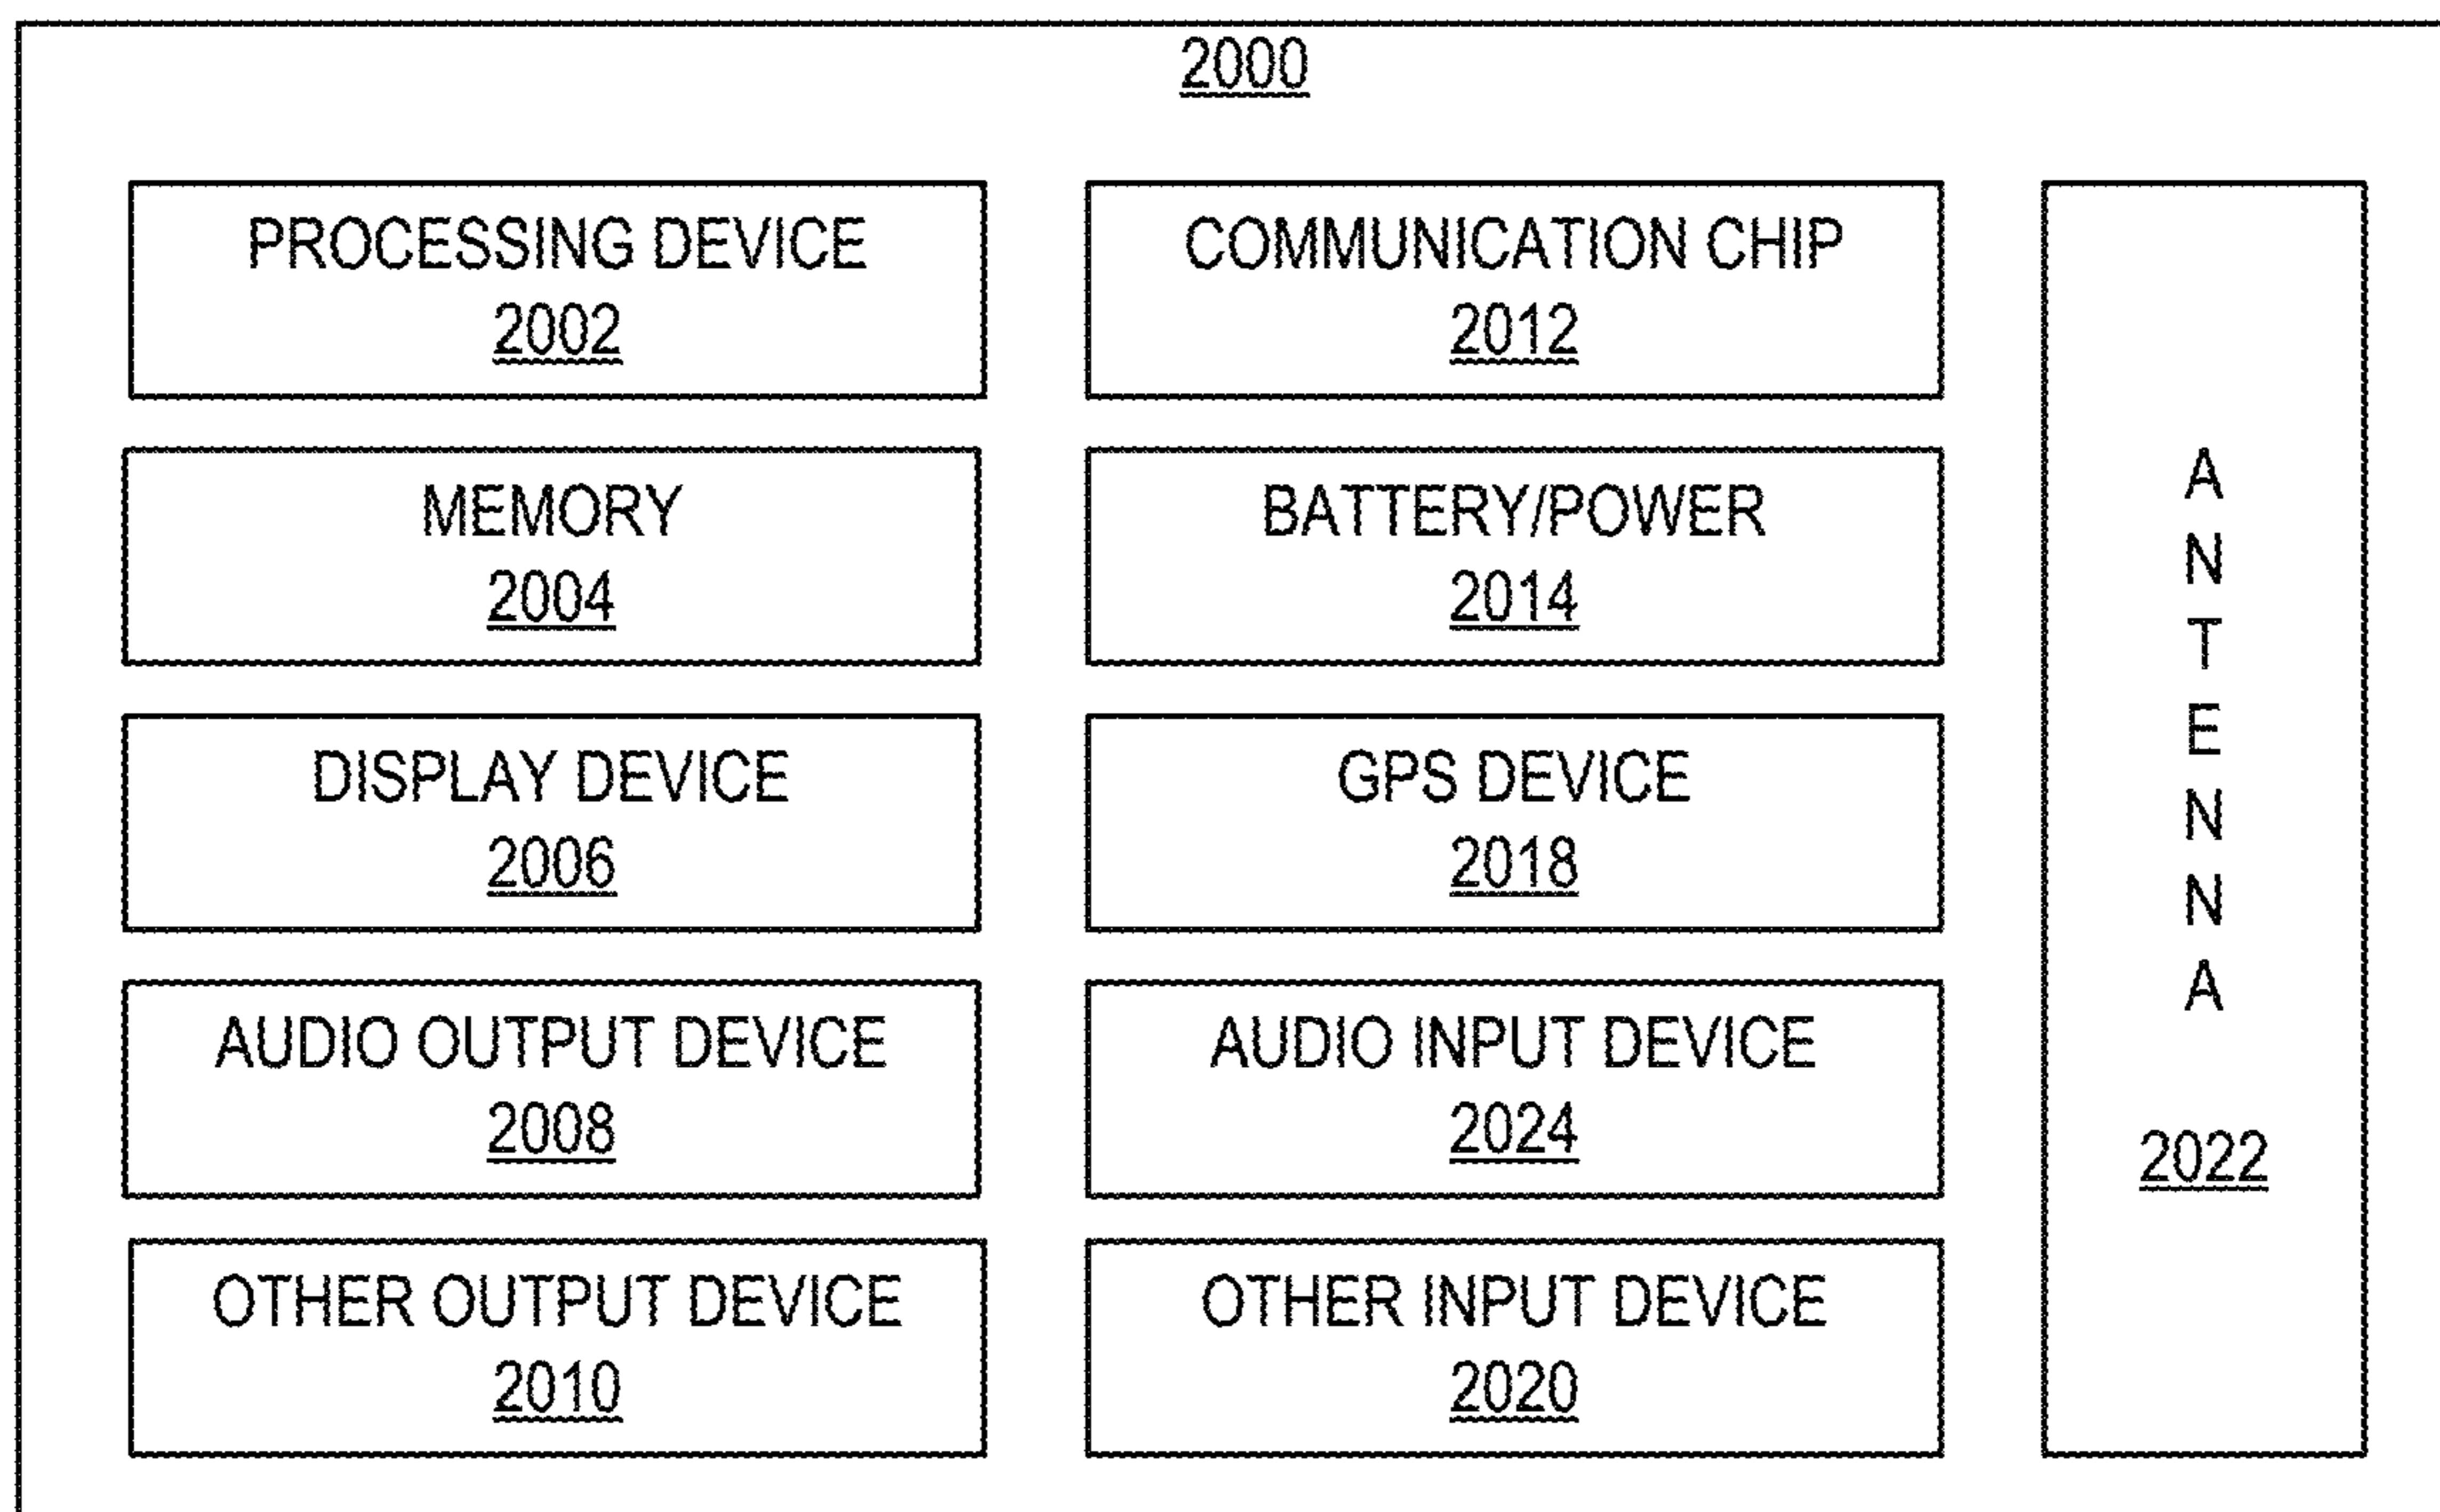 2000
PROCESSING DEVICE
2002
COMMUNICATION CHIP
2012
MEMORY
2004
BATTERY/POWER
2014
DISPLAY DEVICE
2006
GPS DEVICE
2018
AUDIO OUTPUT DEVICE
2008
AUDIO INPUT DEVICE
2024
OTHER OUTPUT DEVICE
2010
OTHER INPUT DEVICE
2020
ANTENNA
2022